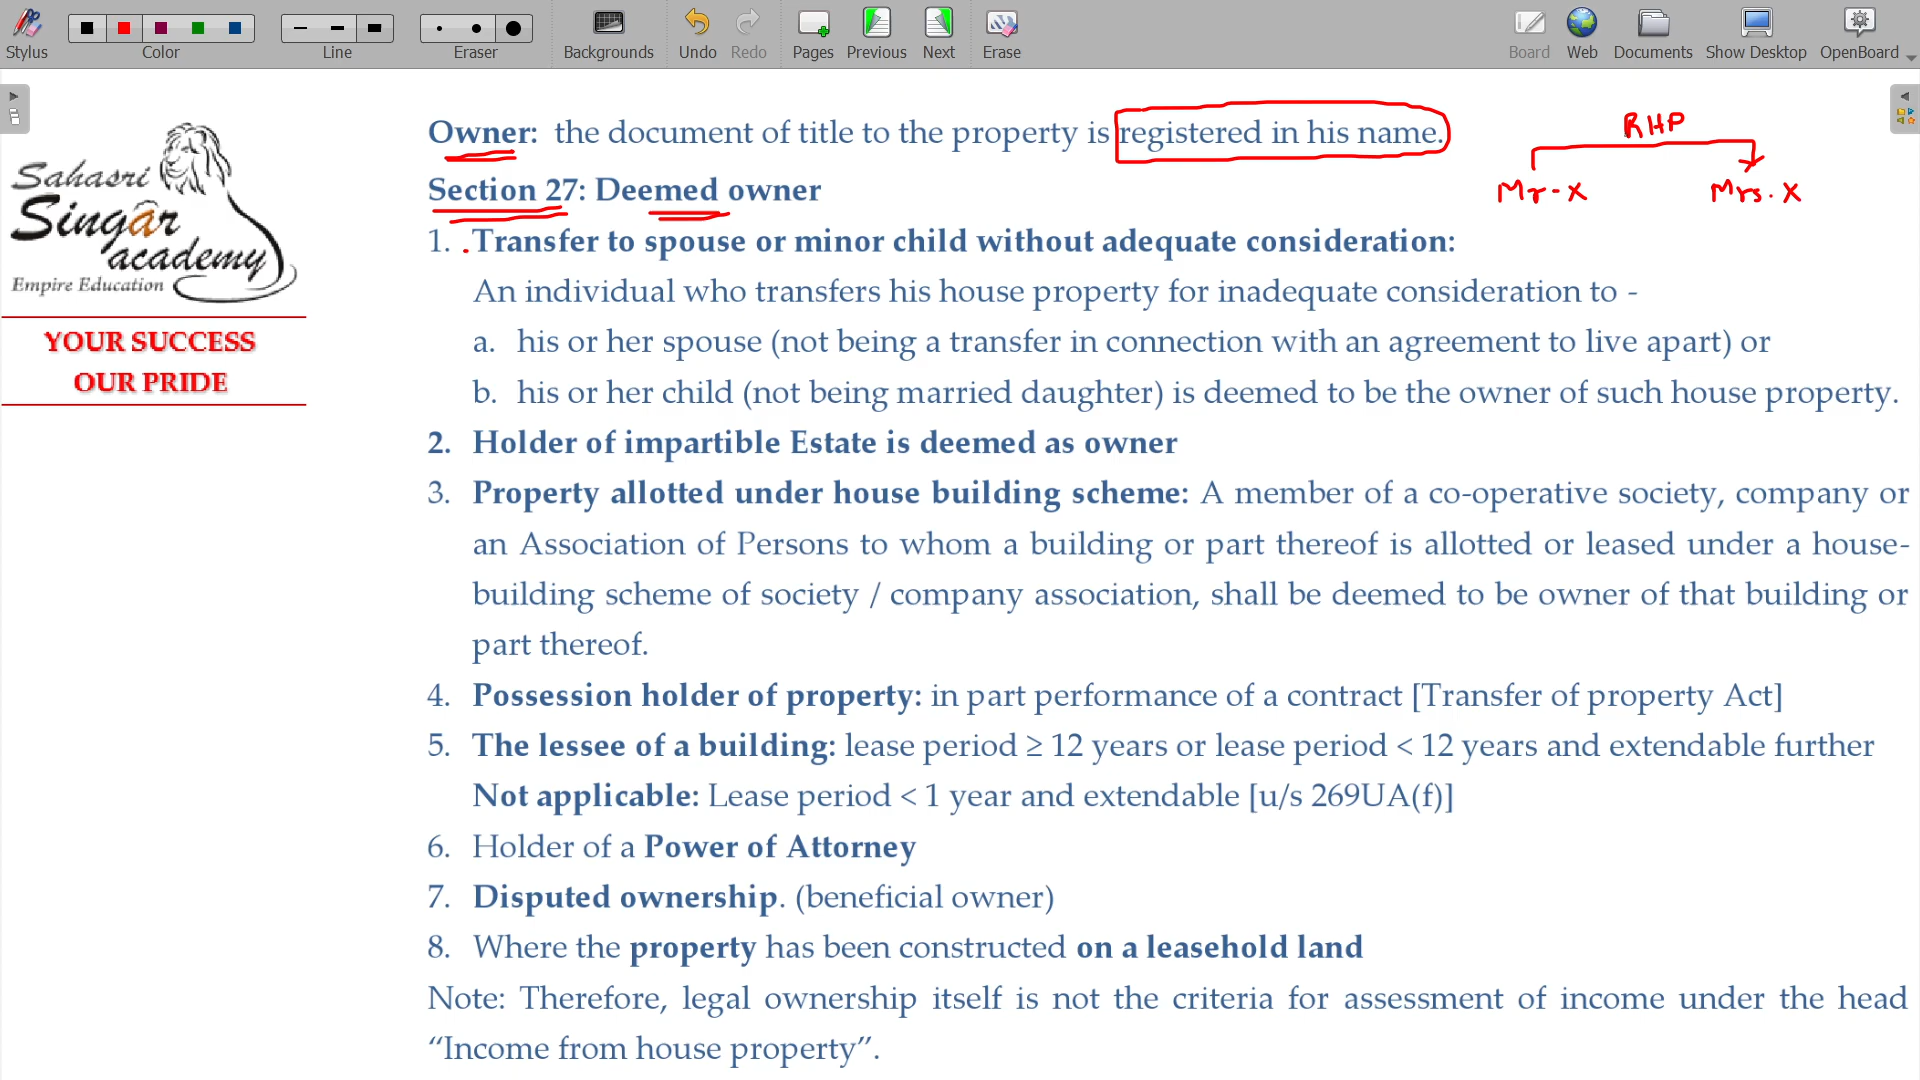 Stylus Color Line Eraser Backgrounds Undo Redo Pages Previous Next Erase Board Web Documents Show Desktop OpenBoard
Sahasri
Singār
academy
Empire Education
YOUR SUCCESS
OUR PRIDE
Owner: the document of title to the property is registered in his name.
RHP
Mr-X Mrs.X
Section 27: Deemed owner
1. Transfer to spouse or minor child without adequate consideration:
An individual who transfers his house property for inadequate consideration to -
a. his or her spouse (not being a transfer in connection with an agreement to live apart) or
b. his or her child (not being married daughter) is deemed to be the owner of such house property.
2. Holder of impartible Estate is deemed as owner
3. Property allotted under house building scheme: A member of a co-operative society, company or
an Association of Persons to whom a building or part thereof is allotted or leased under a house-
building scheme of society / company association, shall be deemed to be owner of that building or
part thereof.
4. Possession holder of property: in part performance of a contract [Transfer of property Act]
5. The lessee of a building: lease period ≥ 12 years or lease period < 12 years and extendable further
Not applicable: Lease period < 1 year and extendable [u/s 269UA(f)]
6. Holder of a Power of Attorney
7. Disputed ownership. (beneficial owner)
8. Where the property has been constructed on a leasehold land
Note: Therefore, legal ownership itself is not the criteria for assessment of income under the head
“Income from house property”.